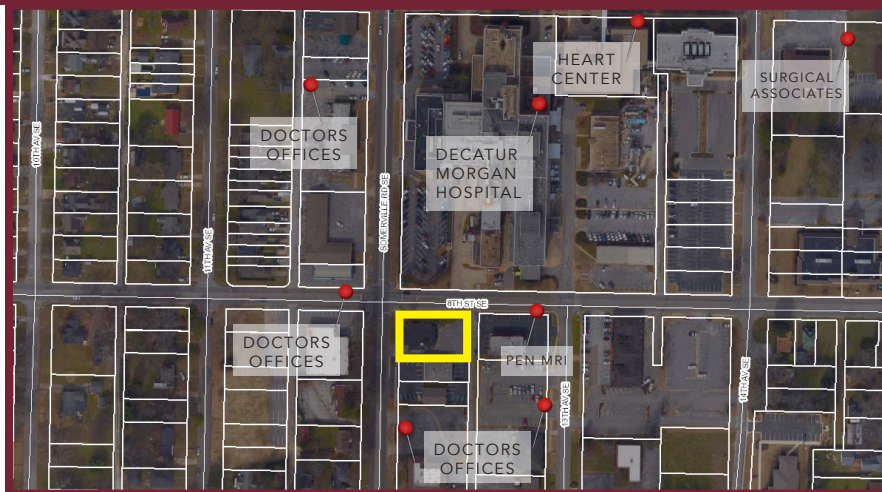 HEART
CENTER
SURGICAL
ASSOCIATES
DOCTORS
OFFICES
DECATUR
MORGAN
HOSPITAL
10TH AV SE
11TH AV SE
SOMERVILLE RD SE
8TH ST SE
DOCTORS
OFFICES
PEN MRI
13TH AV SE
14TH AV SE
DOCTORS
OFFICES